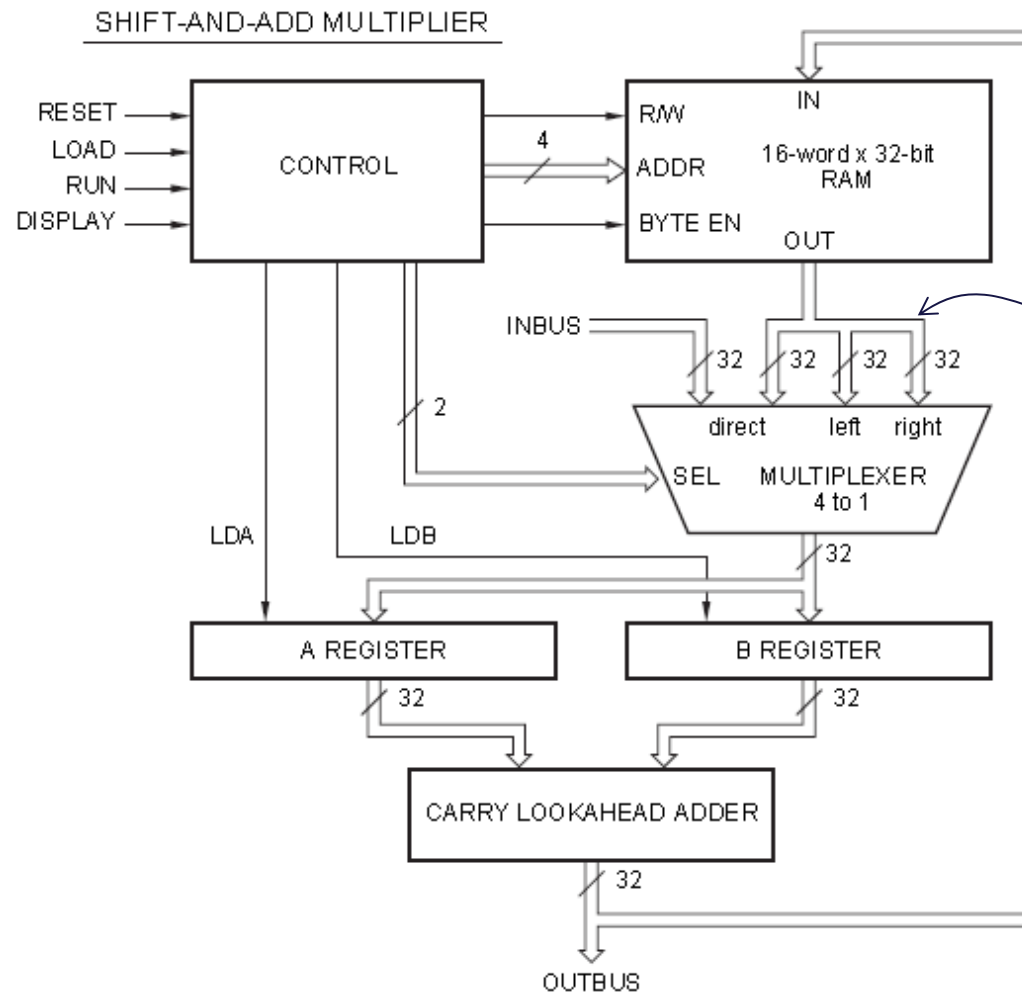 SHIFT-AND-ADD MULTIPLIER
RESET
LOAD
RUN
DISPLAY
CONTROL
4
R/W
ADDR
BYTE EN
IN
16-word x 32-bit
RAM
OUT
INBUS
32
32
32
32
2
direct
left
right
SEL
MULTIPLEXER
4 to 1
LDA
LDB
32
A REGISTER
B REGISTER
32
32
CARRY LOOKAHEAD ADDER
32
OUTBUS